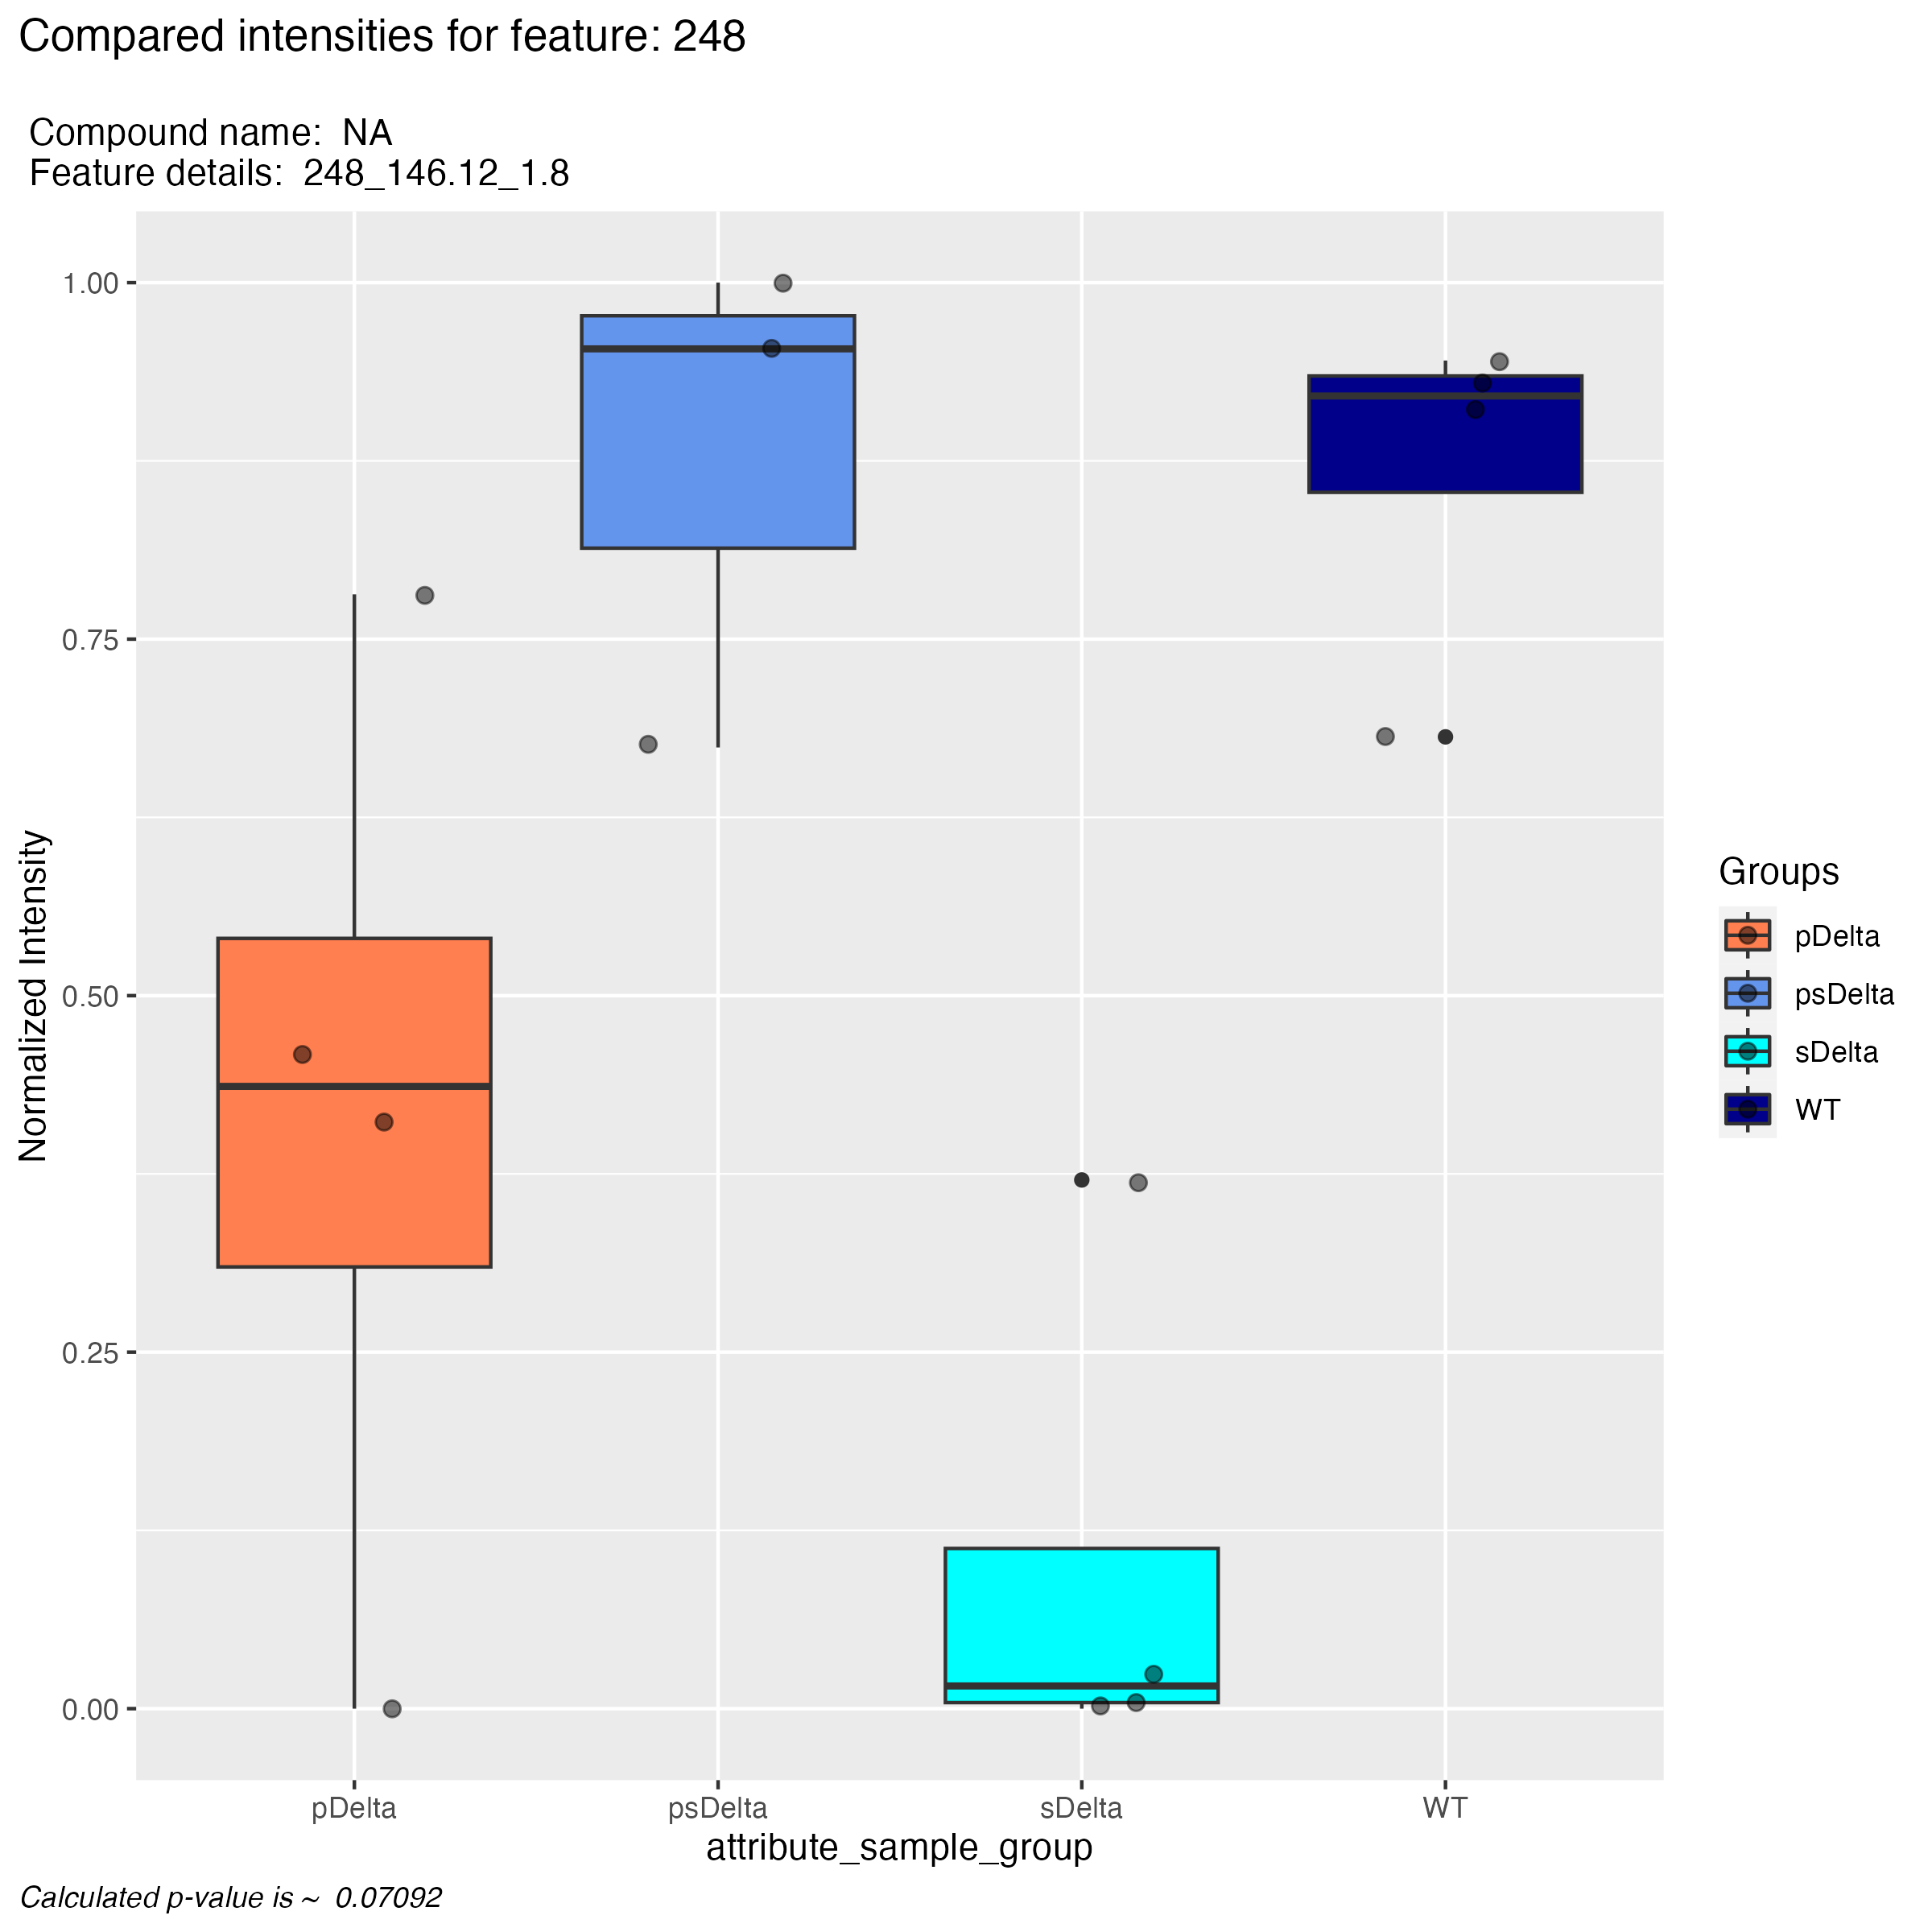 Compared intensities for feature: 248
Compound name:  NA
Feature details:  248_146.12_1.8
Normalized Intensity
1.00
0.75
0.50
0.25
0.00
pDelta
psDelta
sDelta
WT
attribute_sample_group
Groups
pDelta
psDelta
sDelta
WT
Calculated p-value is ~  0.07092